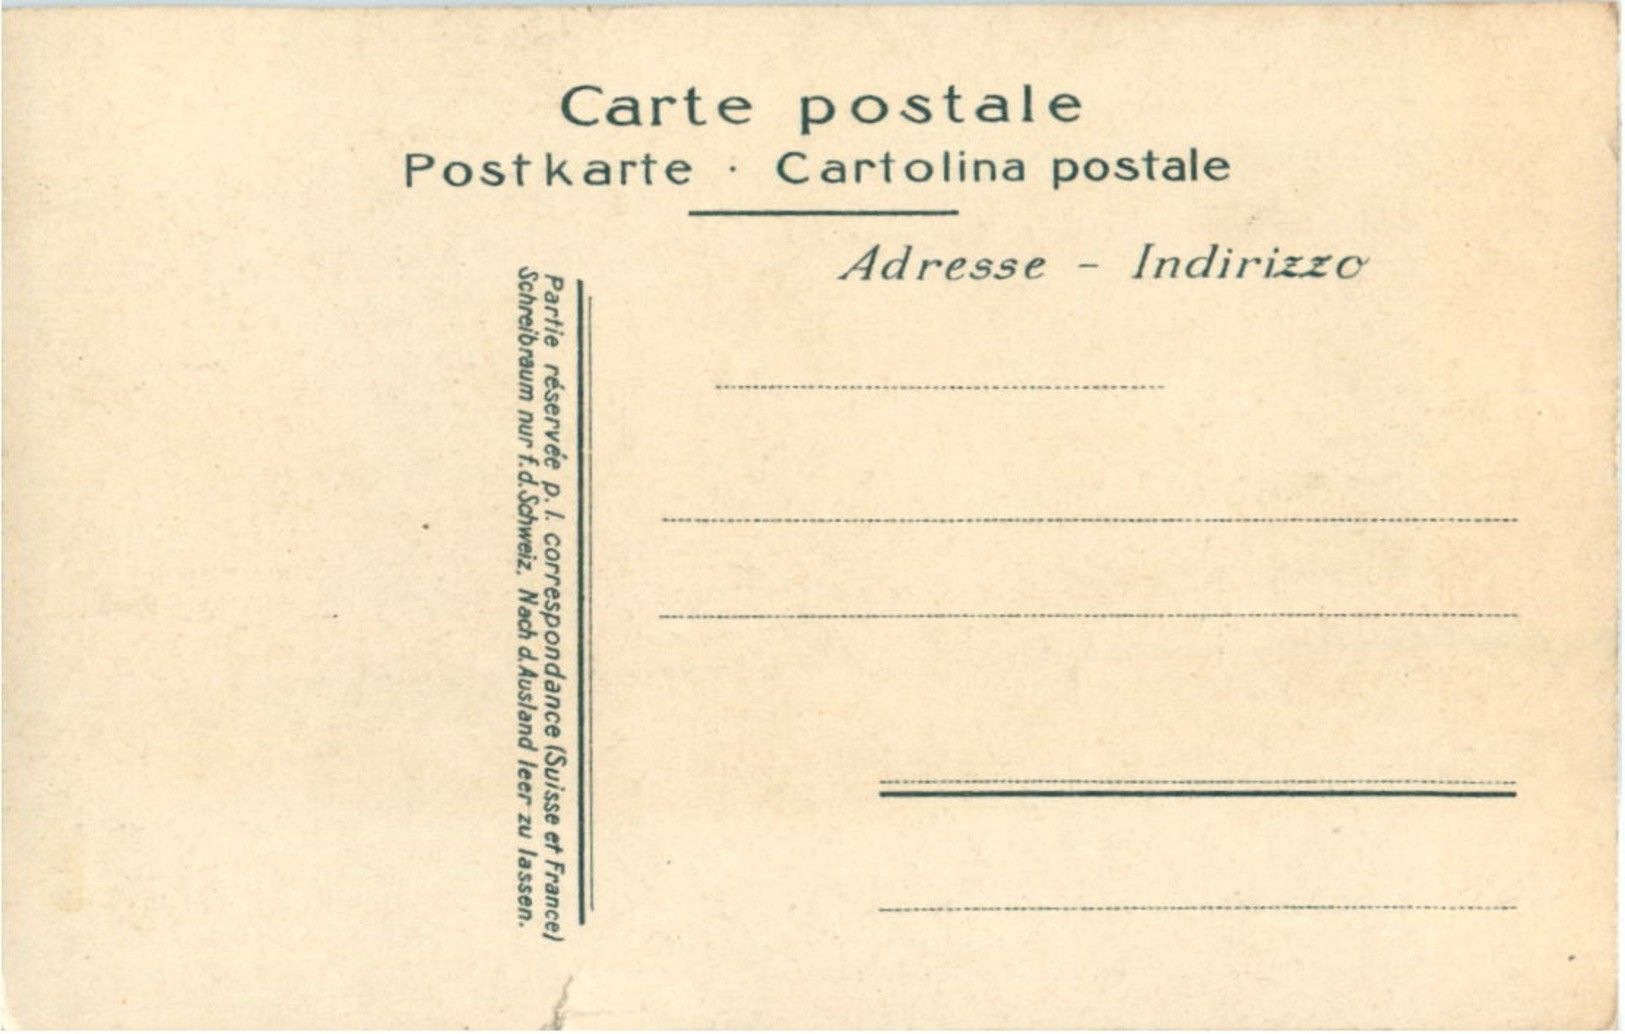 Carte postale
Postkarte · Cartolina postale
Adresse - Indirizzo
Partie réservée p. l. correspondance (Suisse et France)
Schreibraum nur f. d. Schweiz. Nach d. Ausland leer zu lassen.